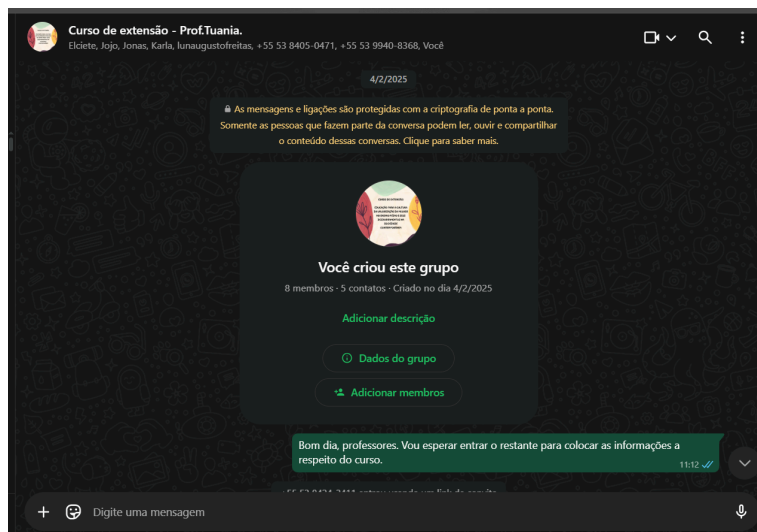 Curso de extensão - Prof.Tuania.
Elciete, Jojo, Jonas, Karla, lunaugustofreitas, +55 53 8405-0471, +55 53 9940-8368, Você
4/2/2025
As mensagens e ligações são protegidas com a criptografia de ponta a ponta.
Somente as pessoas que fazem parte da conversa podem ler, ouvir e compartilhar
o conteúdo dessas conversas. Clique para saber mais.
Você criou este grupo
8 membros · 5 contatos · Criado no dia 4/2/2025
Adicionar descrição
Dados do grupo
Adicionar membros
Bom dia, professores. Vou esperar entrar o restante para colocar as informações a
respeito do curso.
11:12
Digite uma mensagem